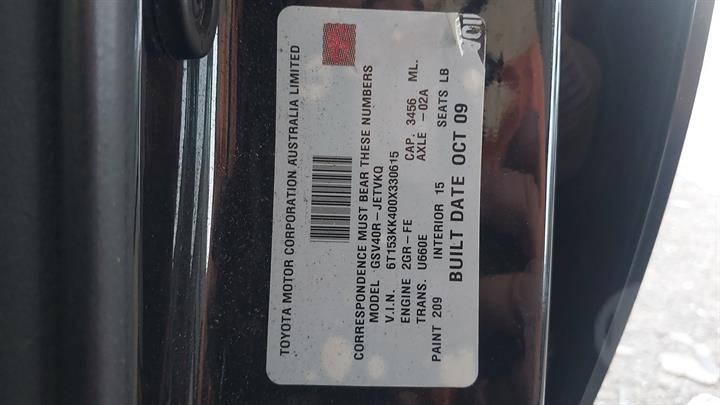 TOYOTA MOTOR CORPORATION AUSTRALIA LIMITED
CORRESPONDENCE MUST BEAR THESE NUMBERS
MODEL GSV40R-JETVKQ
V.I.N. 6T153KK400X330615
ENGINE 2GR-FE CAP. 3456 ML.
TRANS. U660E AXLE -02A
PAINT 209 INTERIOR 15 SEATS LB
BUILT DATE OCT 09